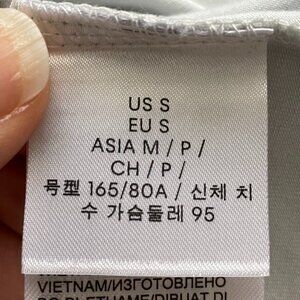 US S
EU S
ASIA M / P /
CH / P /
号型 165/80A / 신체 치
수 가슴둘레 95
VIETNAM/ИЗГОТОВЛЕНО